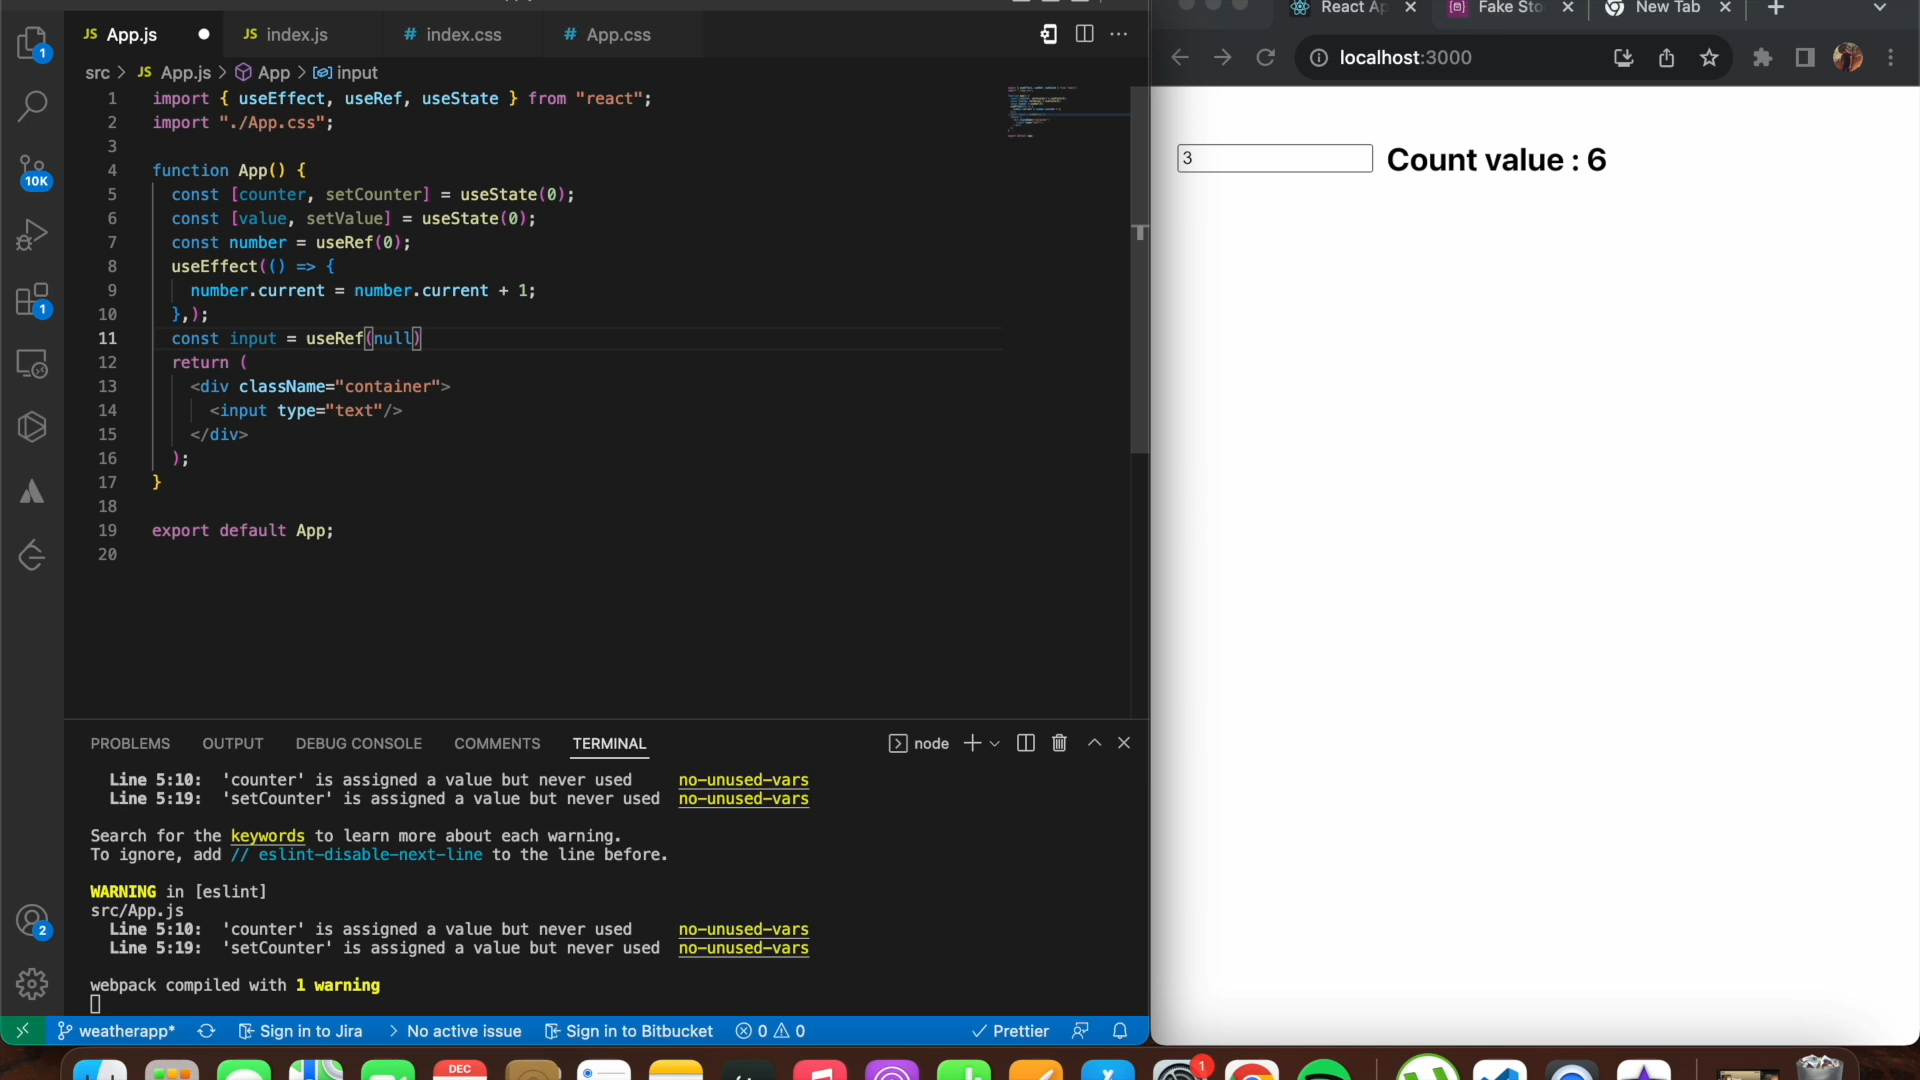 JS App.js
JS index.js
# index.css
# App.css
src > JS App.js > App > input
1 import { useEffect, useRef, useState } from "react";
2 import "./App.css";
3
4 function App() {
5 const [counter, setCounter] = useState(0);
6 const [value, setValue] = useState(0);
7 const number = useRef(0);
8 useEffect(() => {
9 number.current = number.current + 1;
10 },);
11 const input = useRef(null)
12 return (
13 <div className="container">
14 <input type="text"/>
15 </div>
16 );
17 }
18
19 export default App;
20
1
10K
1
2
PROBLEMS OUTPUT DEBUG CONSOLE COMMENTS TERMINAL
node
Line 5:10: 'counter' is assigned a value but never used no-unused-vars
Line 5:19: 'setCounter' is assigned a value but never used no-unused-vars
Search for the keywords to learn more about each warning.
To ignore, add // eslint-disable-next-line to the line before.
WARNING in [eslint]
src/App.js
Line 5:10: 'counter' is assigned a value but never used no-unused-vars
Line 5:19: 'setCounter' is assigned a value but never used no-unused-vars
webpack compiled with 1 warning
weatherapp* Sign in to Jira > No active issue Sign in to Bitbucket 0 0 Prettier
React Ap
Fake Sto
New Tab
localhost:3000
3
Count value : 6
DEC
1